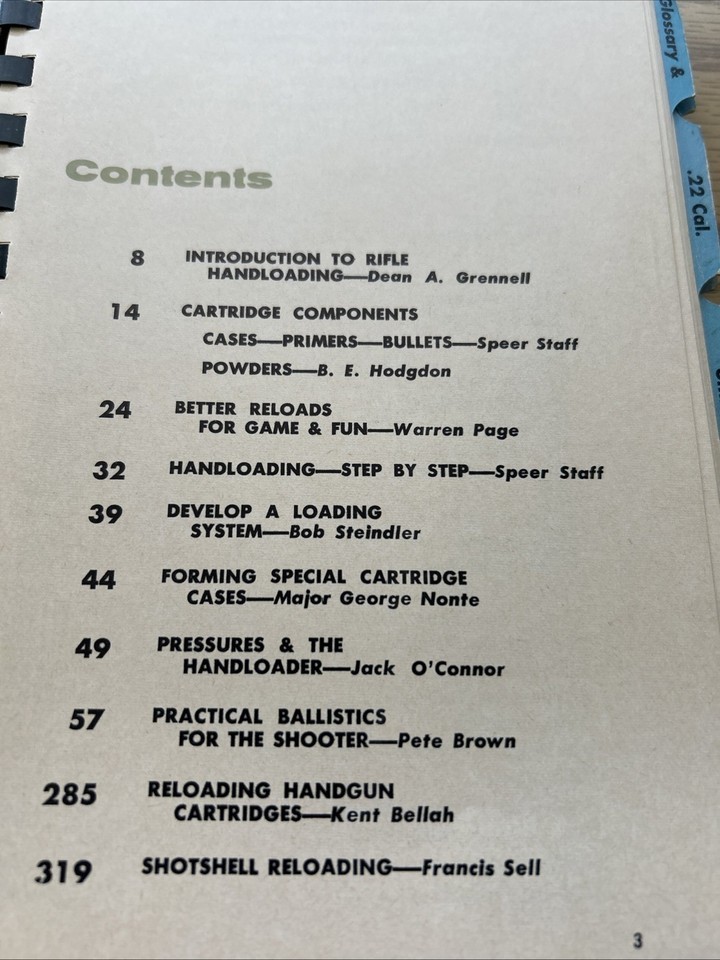 Contents
8 INTRODUCTION TO RIFLE
HANDLOADING—Dean A. Grennell
14 CARTRIDGE COMPONENTS
CASES—PRIMERS—BULLETS—Speer Staff
POWDERS—B. E. Hodgdon
24 BETTER RELOADS
FOR GAME & FUN—Warren Page
32 HANDLOADING—STEP BY STEP—Speer Staff
39 DEVELOP A LOADING
SYSTEM—Bob Steindler
44 FORMING SPECIAL CARTRIDGE
CASES—Major George Nonte
49 PRESSURES & THE
HANDLOADER—Jack O'Connor
57 PRACTICAL BALLISTICS
FOR THE SHOOTER—Pete Brown
285 RELOADING HANDGUN
CARTRIDGES—Kent Bellah
319 SHOTSHELL RELOADING—Francis Sell
3
Glossary &
.22 Cal.